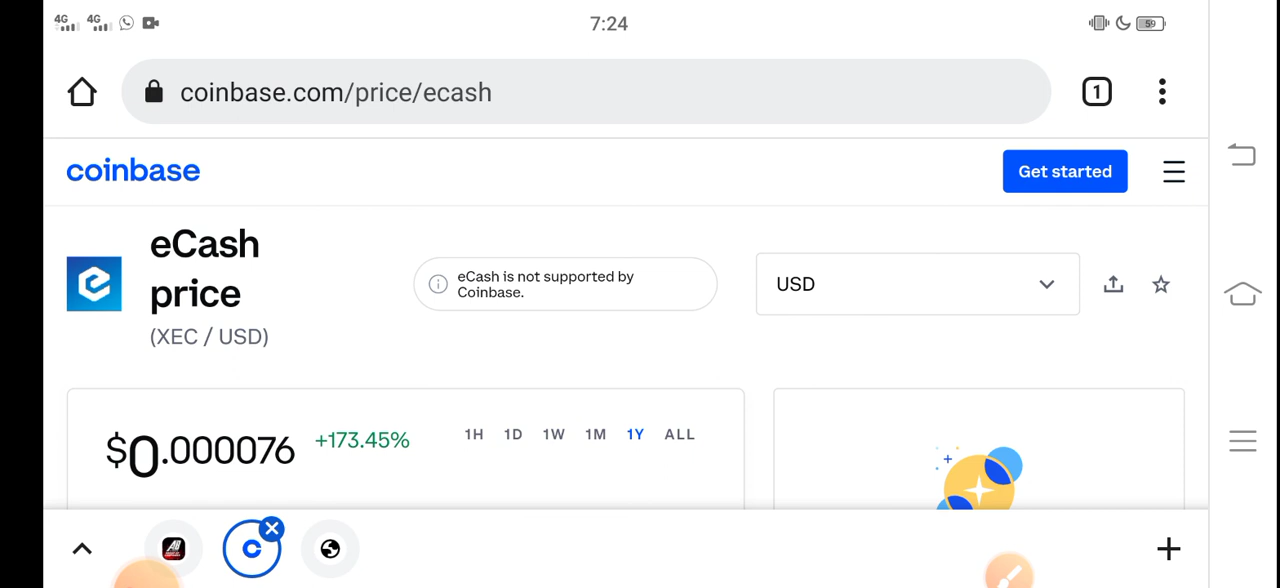 4G 4G 7:24 59
coinbase.com/price/ecash 1
coinbase Get started
eCash
price
(XEC / USD)
eCash is not supported by
Coinbase.
USD
$0.000076 +173.45% 1H 1D 1W 1M 1Y ALL